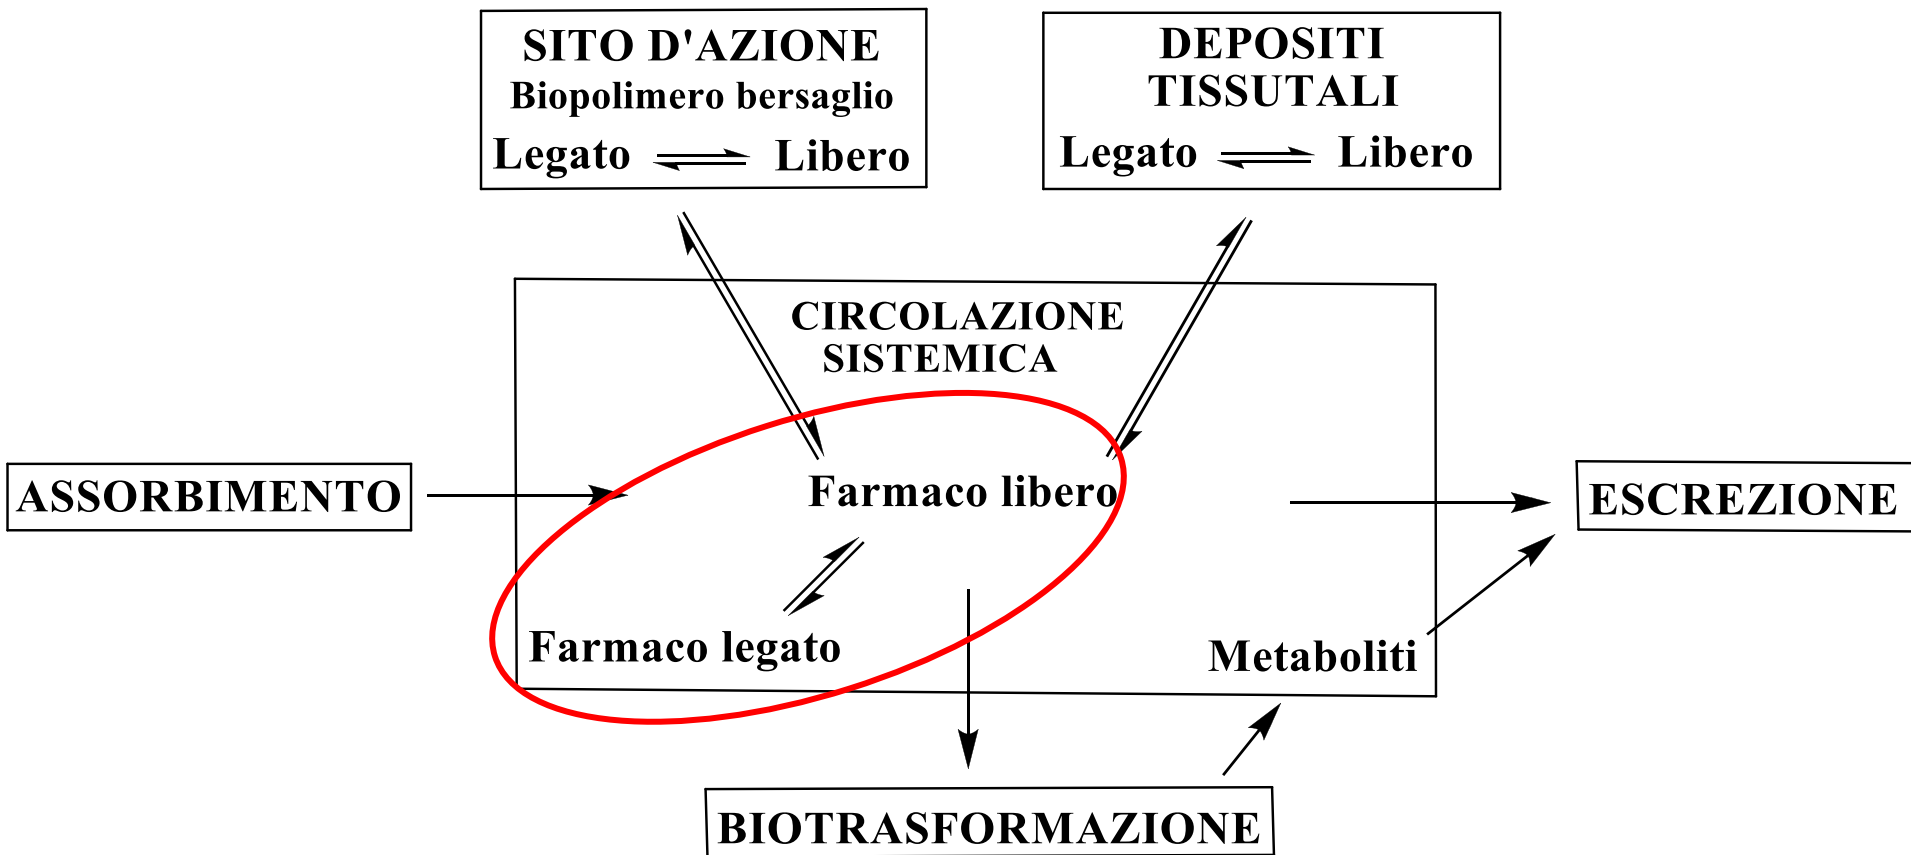 SITO D'AZIONE
Biopolimero bersaglio
Legato Libero
DEPOSITI
TISSUTALI
Legato Libero
CIRCOLAZIONE
SISTEMICA
ASSORBIMENTO
Farmaco libero
ESCREZIONE
Farmaco legato
Metaboliti
BIOTRASFORMAZIONE